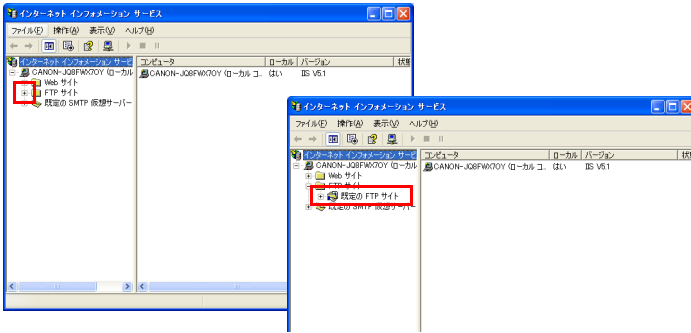 インターネット インフォメーション サービス
ファイル(F) 操作(A) 表示(V) ヘルプ(H)
インターネット インフォメーション サービ
CANON-JQ8FWX7OY (ローカル
Web サイト
FTP サイト
既定の SMTP 仮想サーバー
コンピュータ ローカル バージョン 状態
CANON-JQ8FWX7OY (ローカル コ... はい IIS V5.1
インターネット インフォメーション サービス
ファイル(F) 操作(A) 表示(V) ヘルプ(H)
インターネット インフォメーション サービ
CANON-JQ8FWX7OY (ローカル
Web サイト
FTP サイト
既定の FTP サイト
既定の SMTP 仮想サーバー
コンピュータ ローカル バージョン 状
CANON-JQ8FWX7OY (ローカル コ... はい IIS V5.1